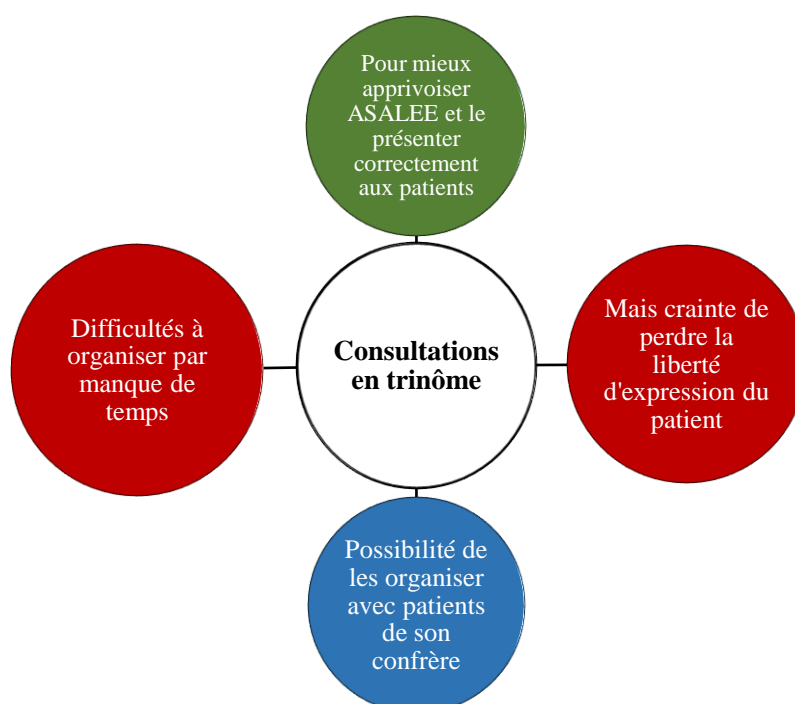 Pour mieux
apprivoiser
ASALEE et le
présenter
correctement
aux patients
Difficultés à
organiser par
manque de
temps
Consultations
en trinôme
Mais crainte de
perdre la
liberté
d'expression du
patient
Possibilité de
les organiser
avec patients
de son
confrère